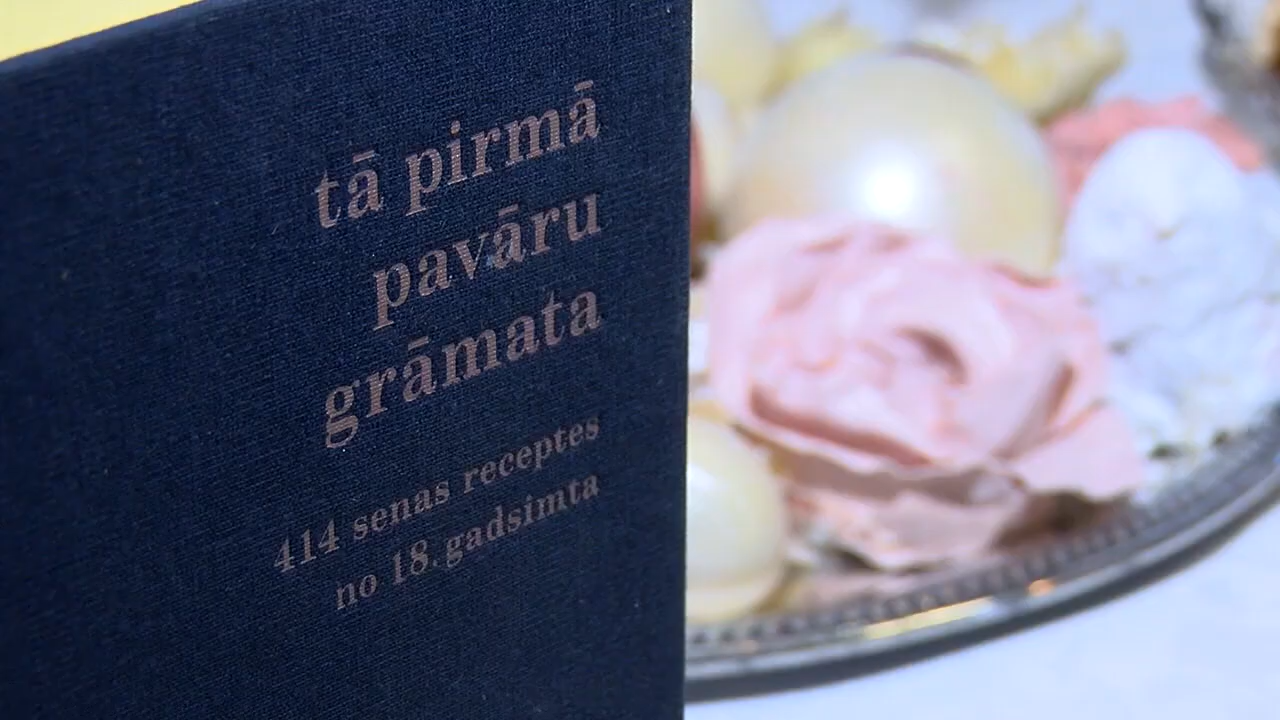 tā pirmā
pavāru
grāmata
414 senas receptes
no 18. gadsimta